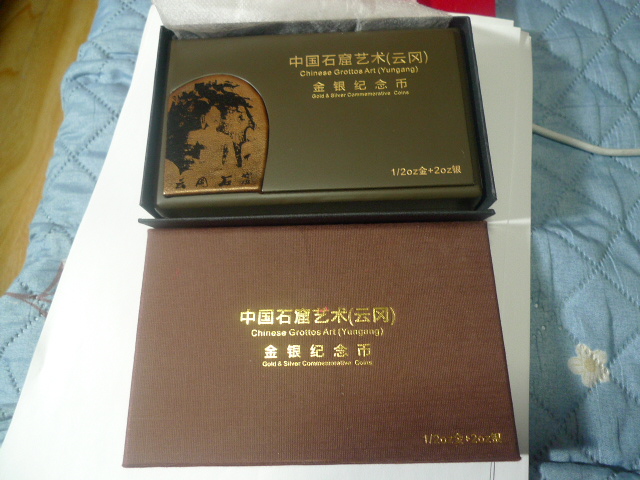 中国石窟艺术(云冈)
Chinese Grottos Art (Yungang)
金银纪念币
Gold & Silver Commemorative Coins
云冈石窟
1/2oz金+2oz银
中国石窟艺术(云冈)
Chinese Grottos Art (Yungang)
金银纪念币
Gold & Silver Commemorative Coins
1/2oz金+2oz银